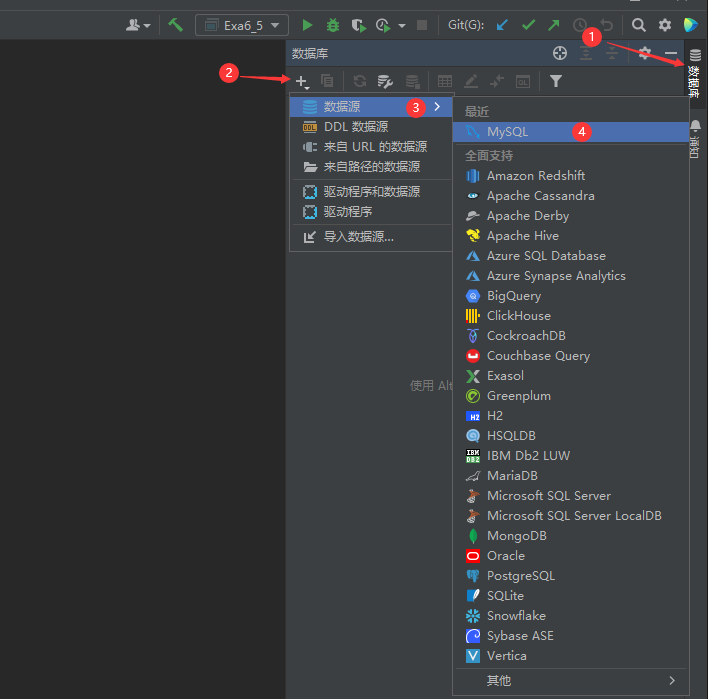 Exa6_5
Git(G):
1
数据库
数据库
2
数据源
3
DDL 数据源
来自 URL 的数据源
来自路径的数据源
驱动程序和数据源
驱动程序
导入数据源...
最近
MySQL
4
全面支持
Amazon Redshift
Apache Cassandra
Apache Derby
Apache Hive
Azure SQL Database
Azure Synapse Analytics
BigQuery
ClickHouse
CockroachDB
Couchbase Query
Exasol
Greenplum
H2
HSQLDB
IBM Db2 LUW
MariaDB
Microsoft SQL Server
Microsoft SQL Server LocalDB
MongoDB
Oracle
PostgreSQL
SQLite
Snowflake
Sybase ASE
Vertica
其他
使用 Alt
通知